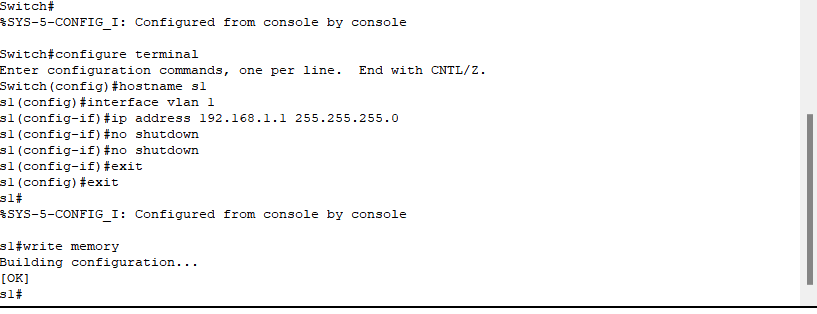 Switch#
%SYS-5-CONFIG_I: Configured from console by console
Switch#configure terminal
Enter configuration commands, one per line.  End with CNTL/Z.
Switch(config)#hostname s1
s1(config)#interface vlan 1
s1(config-if)#ip address 192.168.1.1 255.255.255.0
s1(config-if)#no shutdown
s1(config-if)#no shutdown
s1(config-if)#exit
s1(config)#exit
s1#
%SYS-5-CONFIG_I: Configured from console by console
s1#write memory
Building configuration...
[OK]
s1#